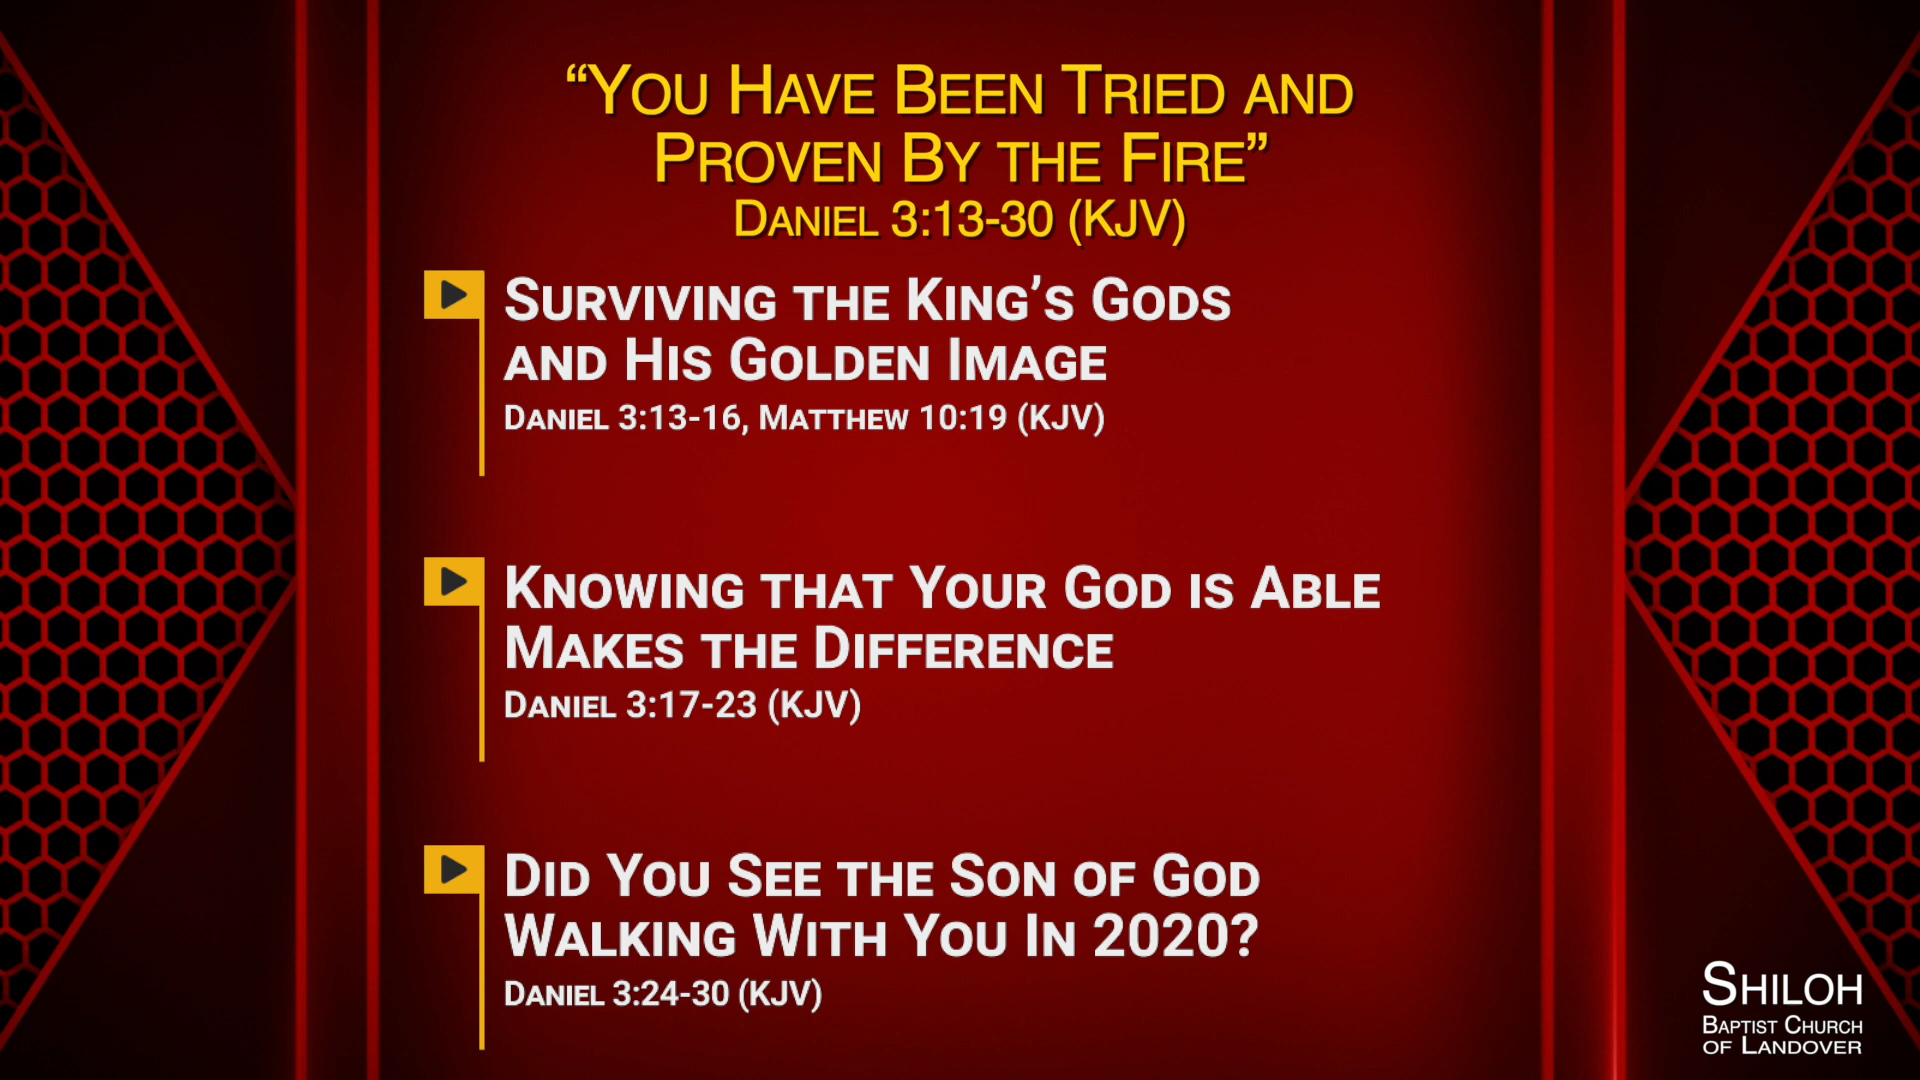 “You Have Been Tried and
Proven By the Fire”
Daniel 3:13-30 (KJV)
Surviving the King’s Gods
and His Golden Image
Daniel 3:13-16, Matthew 10:19 (KJV)
Knowing that Your God is Able
Makes the Difference
Daniel 3:17-23 (KJV)
Did You See the Son of God
Walking With You In 2020?
Daniel 3:24-30 (KJV)
Shiloh
Baptist Church
of Landover